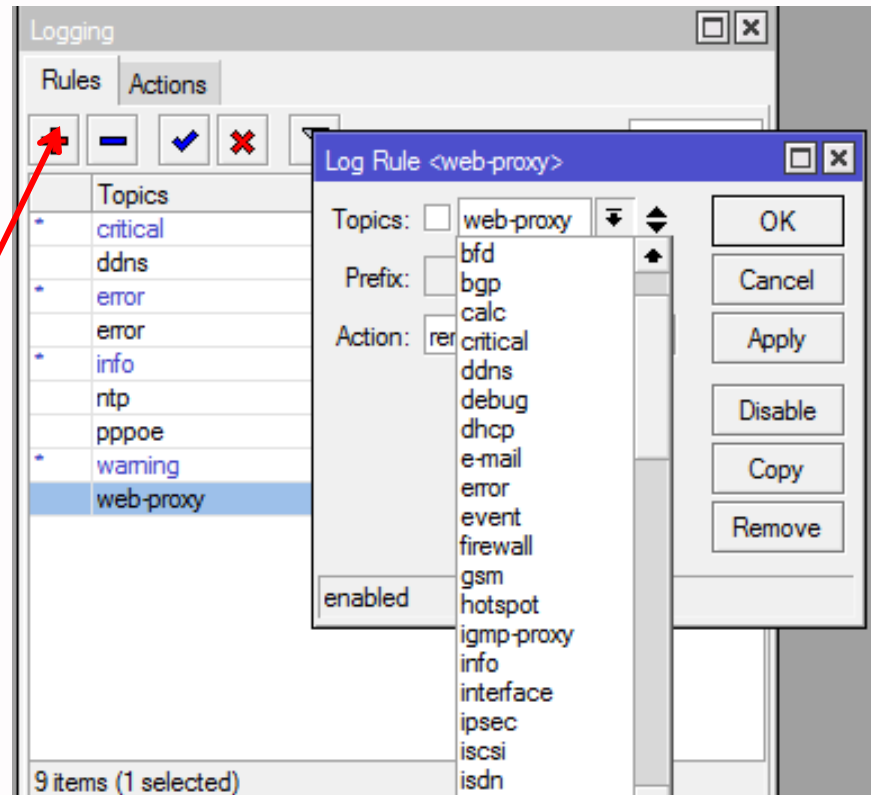 Logging
Rules
Actions
Topics
critical
ddns
error
error
info
ntp
pppoe
warning
web-proxy
9 items (1 selected)
Log Rule <web-proxy>
Topics:
web-proxy
Prefix:
Action:
bfd
bgp
calc
critical
ddns
debug
dhcp
e-mail
error
event
firewall
gsm
hotspot
igmp-proxy
info
interface
ipsec
iscsi
isdn
OK
Cancel
Apply
Disable
Copy
Remove
enabled